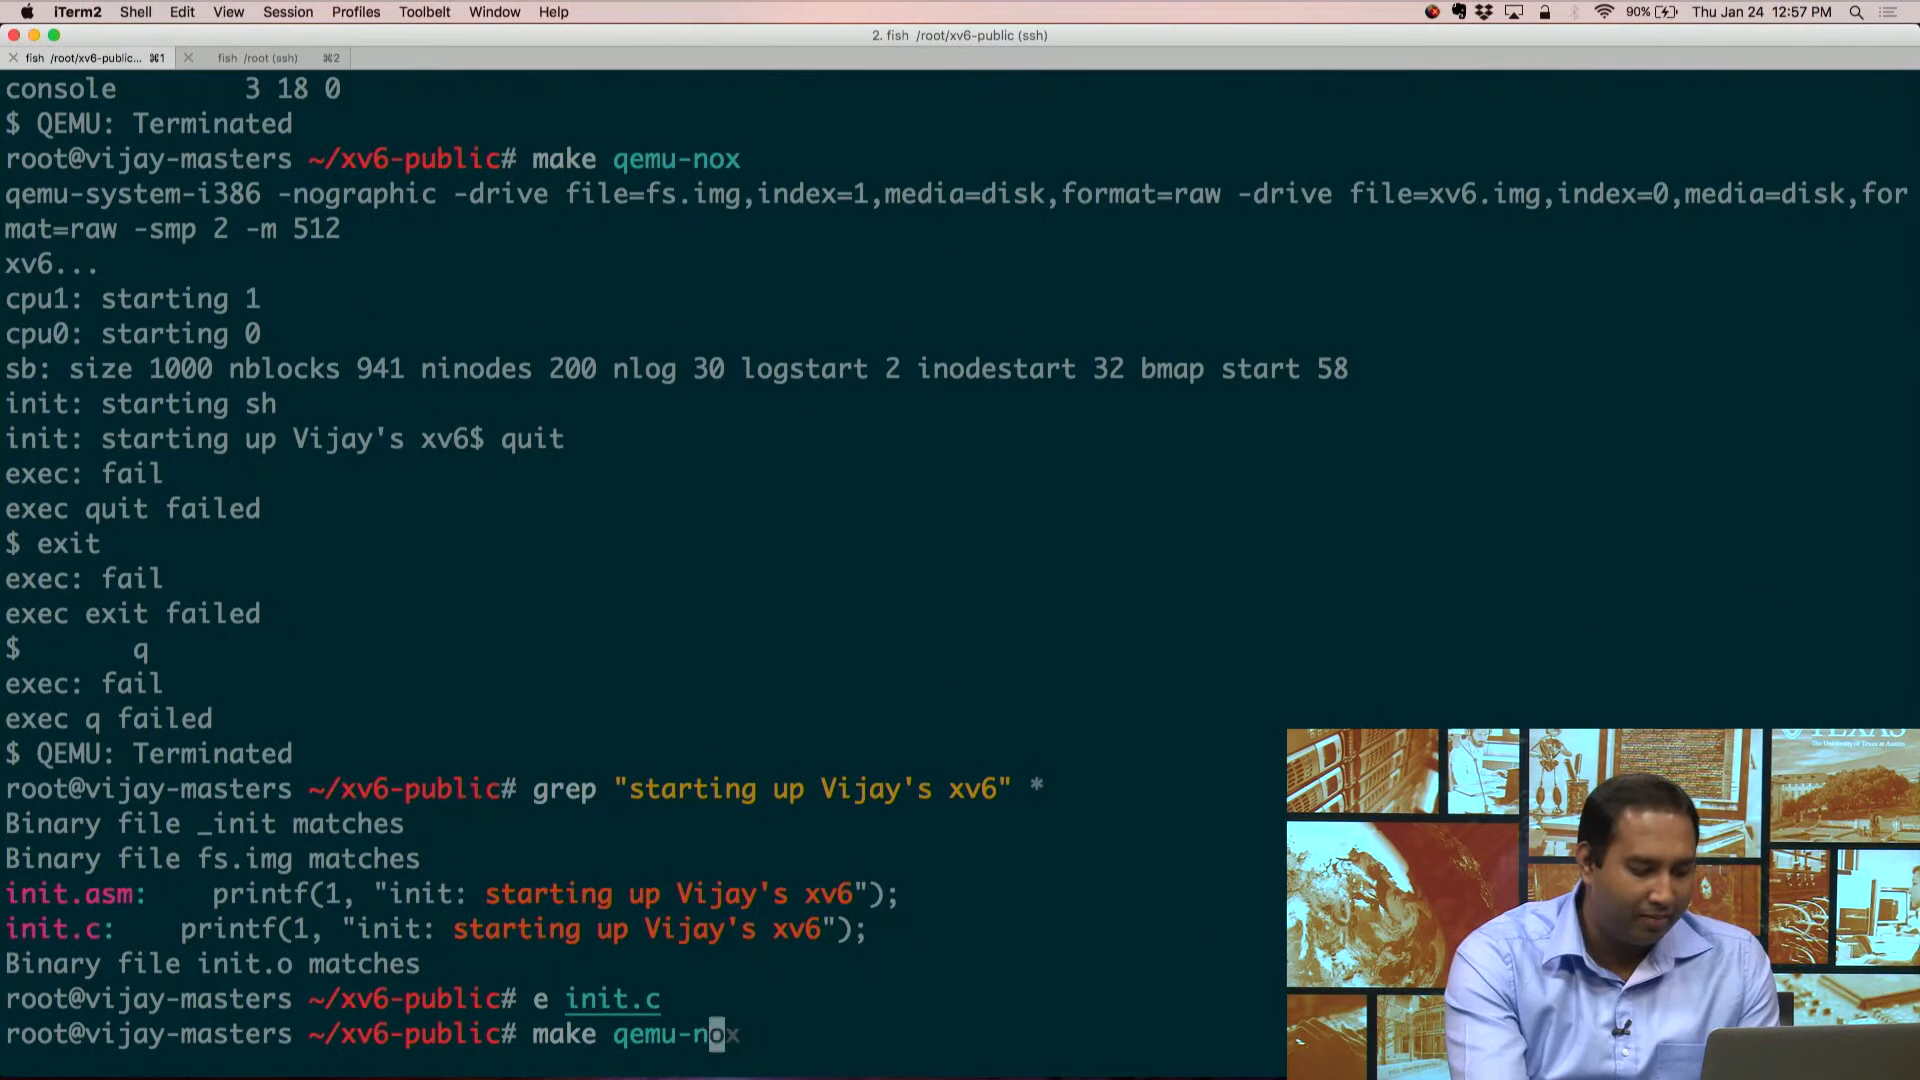 iTerm2 Shell Edit View Session Profiles Toolbelt Window Help 90% Thu Jan 24 12:57 PM
2. fish /root/xv6-public (ssh)
fish /root/xv6-public... ⌘1 fish /root (ssh) ⌘2
console 3 18 0
$ QEMU: Terminated
root@vijay-masters ~/xv6-public# make qemu-nox
qemu-system-i386 -nographic -drive file=fs.img,index=1,media=disk,format=raw -drive file=xv6.img,index=0,media=disk,for
mat=raw -smp 2 -m 512
xv6...
cpu1: starting 1
cpu0: starting 0
sb: size 1000 nblocks 941 ninodes 200 nlog 30 logstart 2 inodestart 32 bmap start 58
init: starting sh
init: starting up Vijay's xv6$ quit
exec: fail
exec quit failed
$ exit
exec: fail
exec exit failed
$ q
exec: fail
exec q failed
$ QEMU: Terminated
root@vijay-masters ~/xv6-public# grep "starting up Vijay's xv6" *
Binary file _init matches
Binary file fs.img matches
init.asm: printf(1, "init: starting up Vijay's xv6");
init.c: printf(1, "init: starting up Vijay's xv6");
Binary file init.o matches
root@vijay-masters ~/xv6-public# e init.c
root@vijay-masters ~/xv6-public# make qemu-nox
TEXAS
The University of Texas at Austin